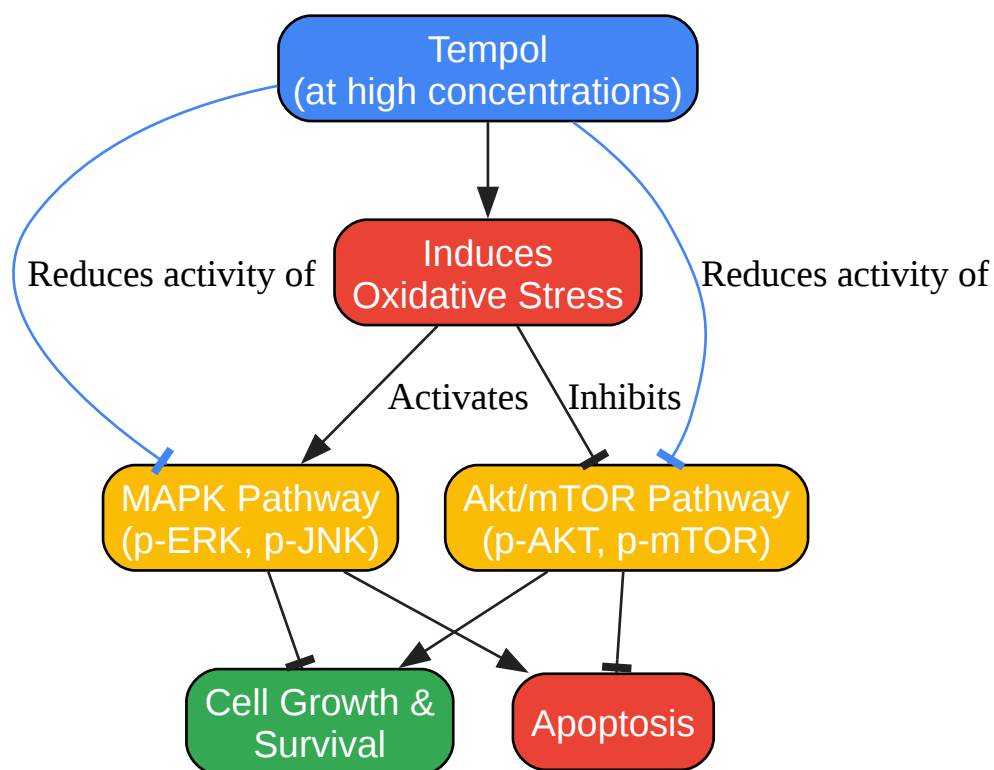 Tempol
(at high concentrations)
Induces
Oxidative Stress
Reduces activity of
Reduces activity of
Activates
Inhibits
MAPK Pathway
(p-ERK, p-JNK)
Akt/mTOR Pathway
(p-AKT, p-mTOR)
Cell Growth &
Survival
Apoptosis